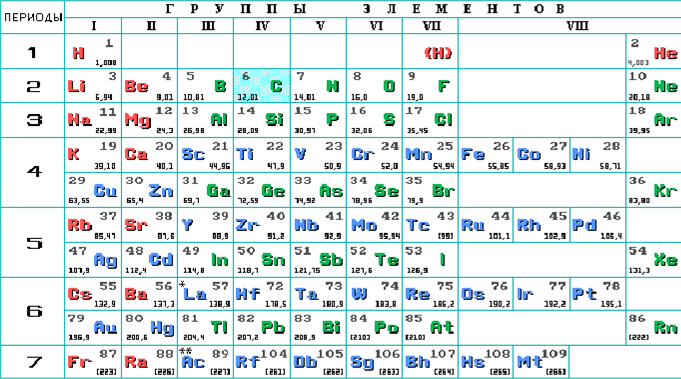 ПЕРИОДЫ Г Р У П П Ы Э Л Е М Е Н Т О В
I II III IV V VI VII VIII
1 H 1 1,008 (H) 2 He 4,003
2 Li 3 6,94 Be 4 9,01 5 B 10,81 6 C 12,01 7 N 14,01 8 O 16,0 9 F 19,0 10 Ne 20,18
3 Na 11 22,99 Mg 12 24,3 13 Al 26,98 14 Si 28,09 15 P 30,97 16 S 32,06 17 Cl 35,45 18 Ar 39,95
4 K 19 39,10 Ca 20 40,1 Sc 21 44,96 Ti 22 47,9 V 23 50,9 Cr 24 52,0 Mn 25 54,94 Fe 26 55,85 Co 27 58,93 Ni 28 58,71
29 Cu 63,55 30 Zn 65,4 31 Ga 69,7 32 Ge 72,59 33 As 74,92 34 Se 78,96 35 Br 79,9 36 Kr 83,80
5 Rb 37 85,47 Sr 38 87,6 Y 39 88,9 Zr 40 91,2 Nb 41 92,9 Mo 42 95,94 Tc 43 (99) Ru 44 101,1 Rh 45 102,9 Pd 46 106,4
47 Ag 107,9 48 Cd 112,4 49 In 114,8 50 Sn 118,7 51 Sb 121,75 52 Te 127,6 53 I 126,9 54 Xe 131,3
6 Cs 55 132,9 Ba 56 137,3 * La 57 138,9 Hf 72 178,5 Ta 73 180,9 W 74 183,8 Re 75 186,2 Os 76 190,2 Ir 77 192,2 Pt 78 195,1
79 Au 196,9 80 Hg 200,6 81 Tl 204,4 82 Pb 207,2 83 Bi 208,9 84 Po (210) 85 At (210) 86 Rn (222)
7 Fr 87 (223) Ra 88 (226) ** Ac 89 (227) Rf 104 (261) Db 105 (262) Sg 106 (263) Bh 107 (264) Hs 108 (265) Mt 109 (266)